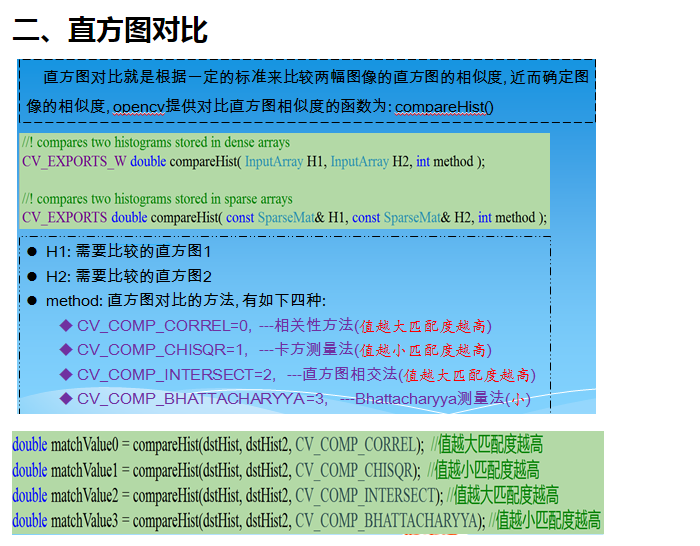 二、直方图对比
直方图对比就是根据一定的标准来比较两幅图像的直方图的相似度, 近而确定图
像的相似度, opencv提供对比直方图相似度的函数为: compareHist()
//! compares two histograms stored in dense arrays
CV_EXPORTS_W double compareHist( InputArray H1, InputArray H2, int method );
//! compares two histograms stored in sparse arrays
CV_EXPORTS double compareHist( const SparseMat& H1, const SparseMat& H2, int method );
● H1: 需要比较的直方图1
● H2: 需要比较的直方图2
● method: 直方图对比的方法, 有如下四种:
◆ CV_COMP_CORREL=0, ---相关性方法(值越大匹配度越高)
◆ CV_COMP_CHISQR=1, ---卡方测量法(值越小匹配度越高)
◆ CV_COMP_INTERSECT=2, ---直方图相交法(值越大匹配度越高)
◆ CV_COMP_BHATTACHARYYA=3, ---Bhattacharyya测量法(小)
double matchValue0 = compareHist(dstHist, dstHist2, CV_COMP_CORREL); //值越大匹配度越高
double matchValue1 = compareHist(dstHist, dstHist2, CV_COMP_CHISQR); //值越小匹配度越高
double matchValue2 = compareHist(dstHist, dstHist2, CV_COMP_INTERSECT); //值越大匹配度越高
double matchValue3 = compareHist(dstHist, dstHist2, CV_COMP_BHATTACHARYYA); //值越小匹配度越高